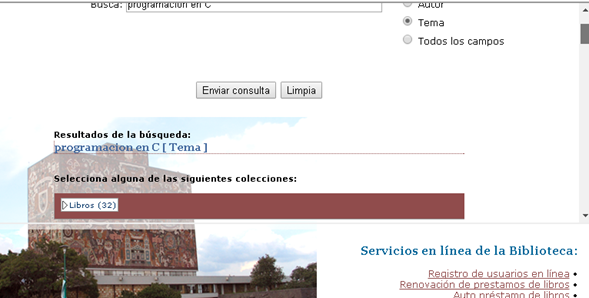 Busca: programacion en C
Autor
Tema
Todos los campos
Enviar consulta
Limpia
Resultados de la búsqueda:
programacion en C [ Tema ]
Selecciona alguna de las siguientes colecciones:
Libros (32)
Servicios en línea de la Biblioteca:
Registro de usuarios en línea •
Renovación de prestamos de libros •
Auto préstamo de libros •